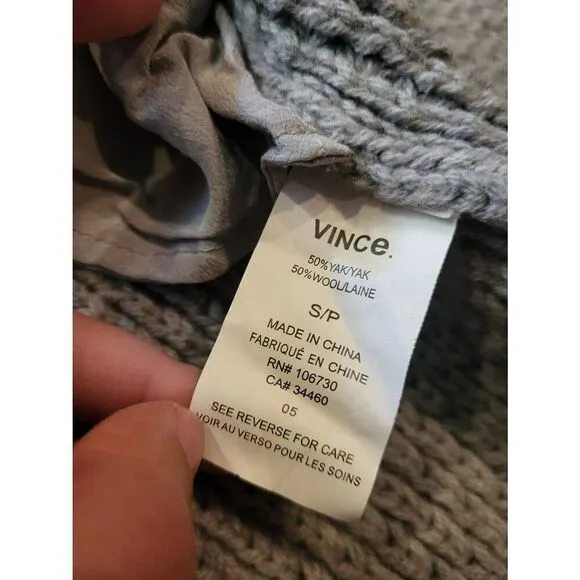 VINCe.
50%YAK/YAK
50%WOOL/LAINE
S/P
MADE IN CHINA
FABRIQUÉ EN CHINE
RN# 106730
CA# 34460
05
SEE REVERSE FOR CARE
VOIR AU VERSO POUR LES SOINS